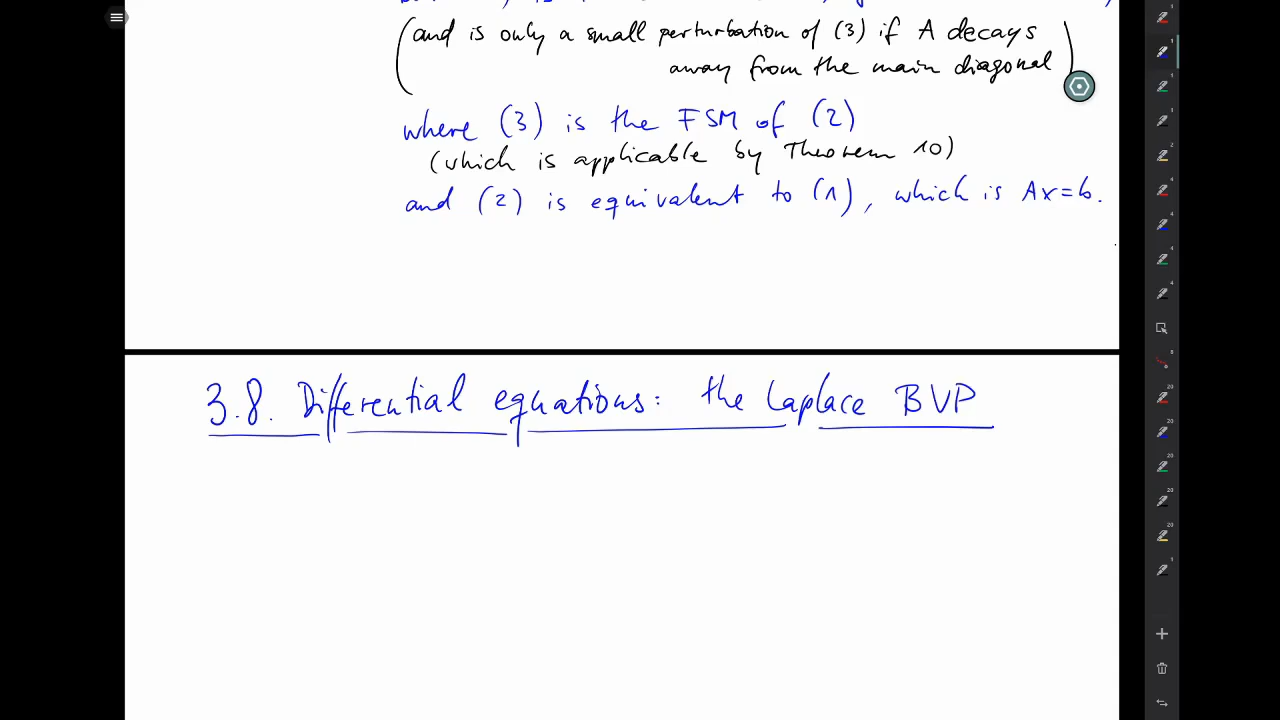 (and is only a small perturbation of (3) if A decays
away from the main diagonal)
where (3) is the FSM of (2)
(which is applicable by Theorem 10)
and (2) is equivalent to (1), which is Ax=b.
3.8. Differential equations: the Laplace BVP